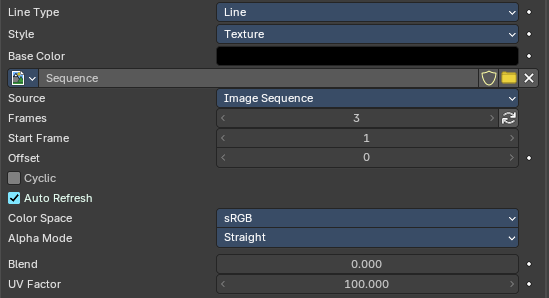 Line Type Line
Style Texture
Base Color
Sequence
Source Image Sequence
Frames 3
Start Frame 1
Offset 0
Cyclic
Auto Refresh
Color Space sRGB
Alpha Mode Straight
Blend 0.000
UV Factor 100.000